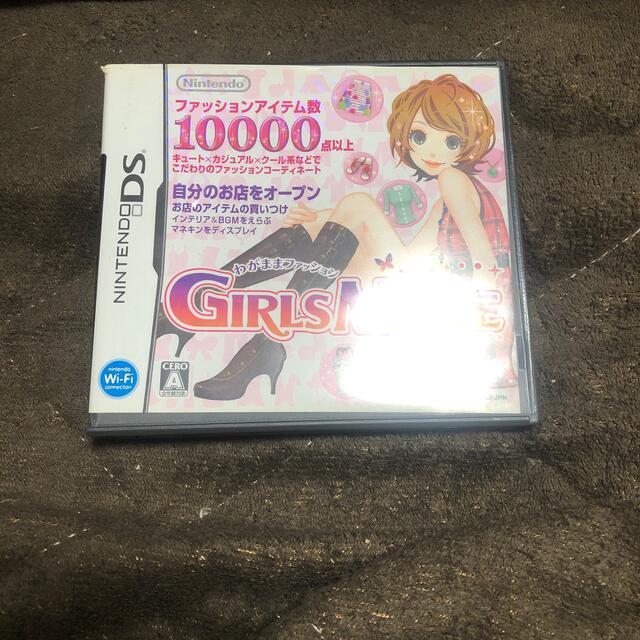 Nintendo
ファッションアイテム数
10000点以上
キュート×カジュアル×クール系などで
こだわりのファッションコーディネート
自分のお店をオープン
お店のアイテムの買いつけ
インテリア&BGMをえらぶ
マネキンをディスプレイ
わがままファッション
GIRLS M
NINTENDO DS
nintendo
Wi-Fi
connection
CERO
A
全年齢対象
-JPN